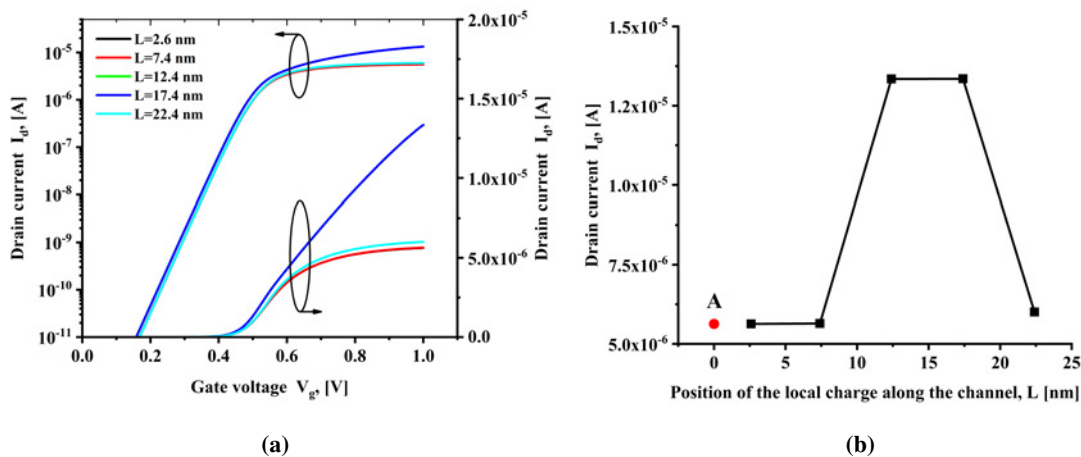 L=2.6 nm
L=7.4 nm
L=12.4 nm
L=17.4 nm
L=22.4 nm
10⁻⁵
10⁻⁶
10⁻⁷
10⁻⁸
10⁻⁹
10⁻¹⁰
10⁻¹¹
Drain current I_d, [A]
0.0 0.2 0.4 0.6 0.8 1.0
Gate voltage V_g, [V]
2.0x10⁻⁵
1.5x10⁻⁵
1.0x10⁻⁵
5.0x10⁻⁶
0.0
Drain current I_d, [A]
(a)
1.5x10⁻⁵
1.2x10⁻⁵
1.0x10⁻⁵
7.5x10⁻⁶
5.0x10⁻⁶
Drain current I_d, [A]
A
0 5 10 15 20 25
Position of the local charge along the channel, L [nm]
(b)